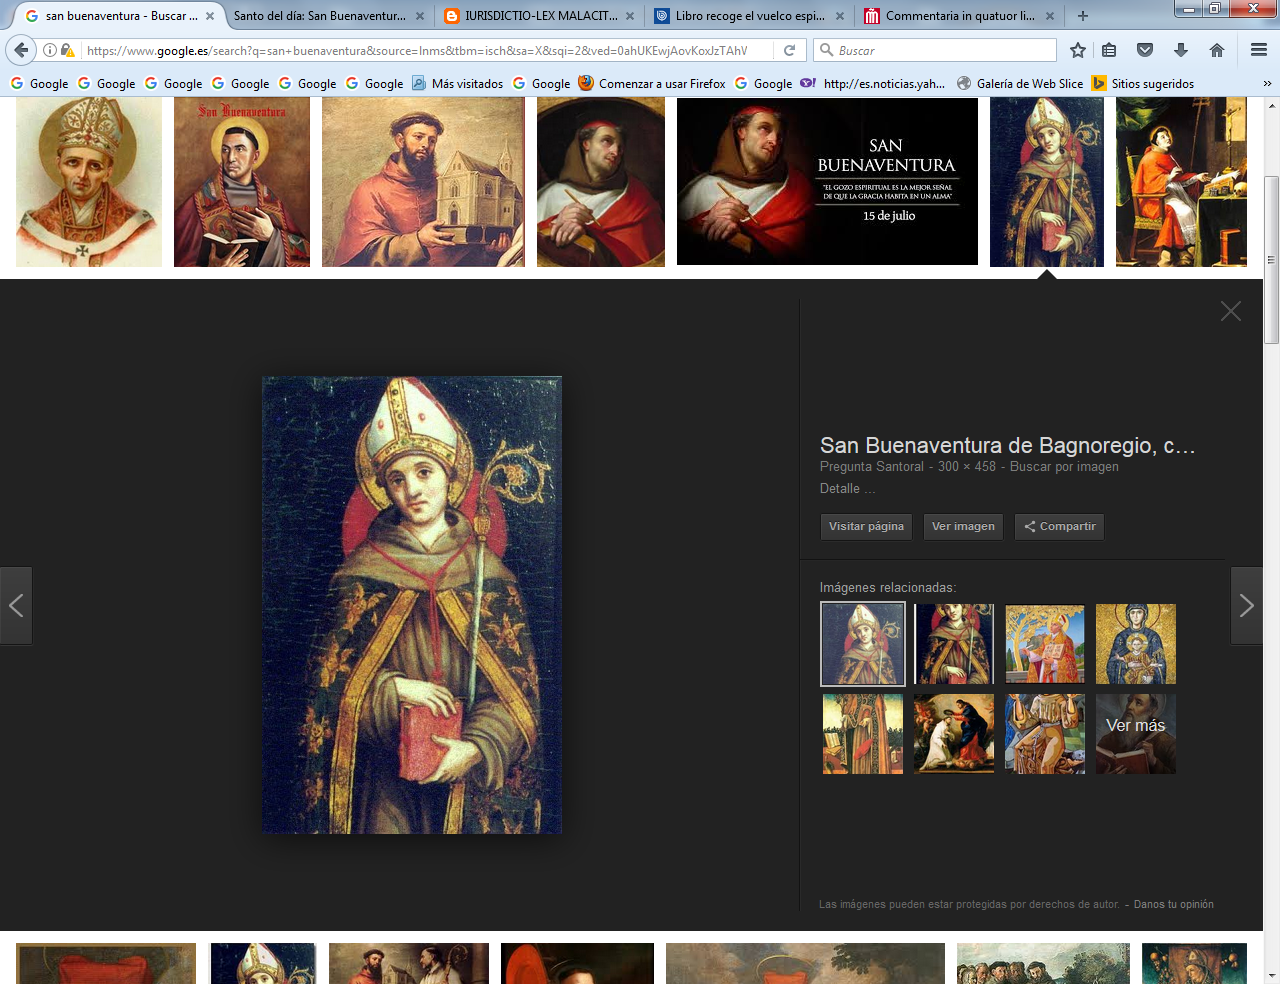 san buenaventura - Buscar ...
Santo del día: San Buenaventur...
IURISDICTIO-LEX MALACIT...
Libro recoge el vuelco espi...
Commentaria in quatuor li...
https://www.google.es/search?q=san+buenaventura&source=lnms&tbm=isch&sa=X&sqi=2&ved=0ahUKEwjAovKoxJzTAhV
Buscar
Google
Google
Google
Google
Google
Google
Más visitados
Google
Comenzar a usar Firefox
Google
http://es.noticias.yah...
Galería de Web Slice
Sitios sugeridos
San Buenaventura
SAN
BUENAVENTURA
"EL GOZO ESPIRITUAL ES LA MEJOR SEÑAL
DE QUE LA GRACIA HABITA EN UN ALMA"
15 de julio
San Buenaventura de Bagnoregio, c...
Pregunta Santoral - 300 × 458 - Buscar por imagen
Detalle ...
Visitar página
Ver imagen
Compartir
Imágenes relacionadas:
Ver más
Las imágenes pueden estar protegidas por derechos de autor. - Danos tu opinión